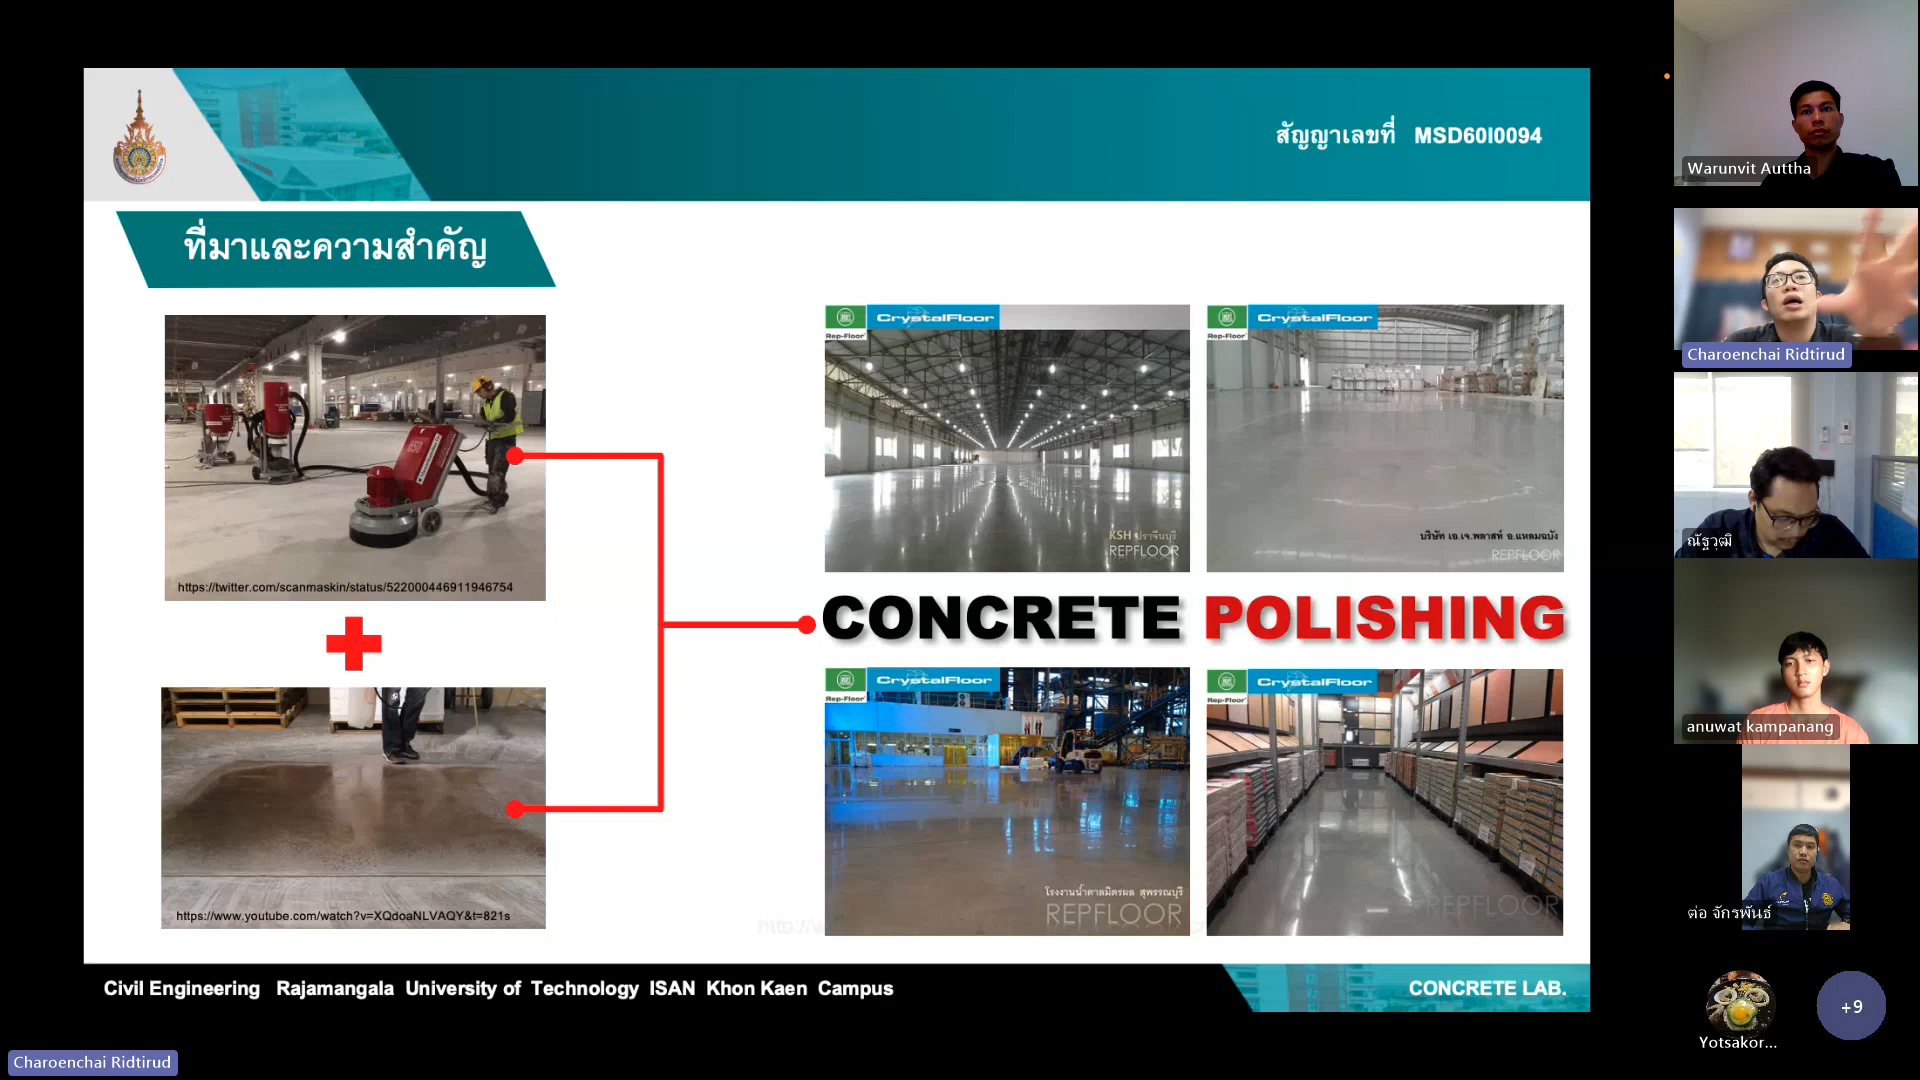 สัญญาเลขที่ MSD60I0094
ที่มาและความสำคัญ
https://twitter.com/scanmaskin/status/522000446911946754
https://www.youtube.com/watch?v=XQdoaNLVAQY&t=821s
CrystalFloor
Rep-Floor
KSH ปราจีนบุรี
REPFLOOR
CrystalFloor
Rep-Floor
บริษัท เอ.เจ.พลาสท์ อ.แหลมฉบัง
REPFLOOR
CONCRETE POLISHING
CrystalFloor
Rep-Floor
โรงงานน้ำตาลมิตรผล สุพรรณบุรี
REPFLOOR
CrystalFloor
Rep-Floor
REPFLOOR
Civil Engineering Rajamangala University of Technology ISAN Khon Kaen Campus
CONCRETE LAB.
Charoenchai Ridtirud
Warunvit Auttha
Charoenchai Ridtirud
ณัฐวุฒิ
anuwat kampanang
ต่อ จักรพันธ์
Yotsakor...
+9